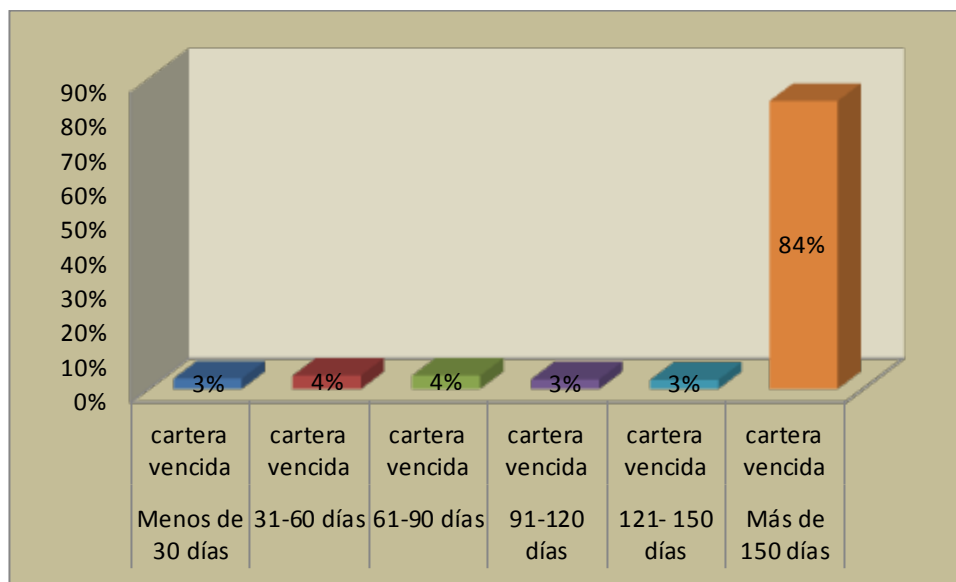 90%
80%
70%
60%
50%
40%
30%
20%
10%
0%
3%
4%
4%
3%
3%
84%
cartera
vencida
cartera
vencida
cartera
vencida
cartera
vencida
cartera
vencida
cartera
vencida
Menos de
30 días
31-60 días
61-90 días
91-120
días
121- 150
días
Más de
150 días